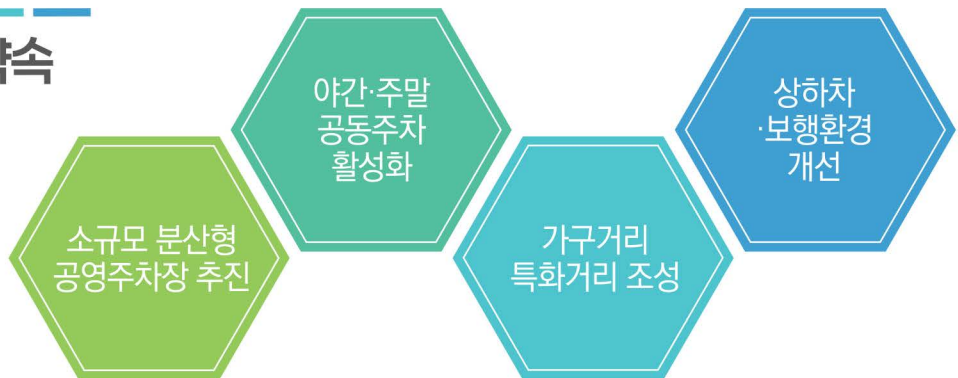 소규모 분산형
공영주차장 추진
야간·주말
공동주차
활성화
가구거리
특화거리 조성
상하차
·보행환경
개선